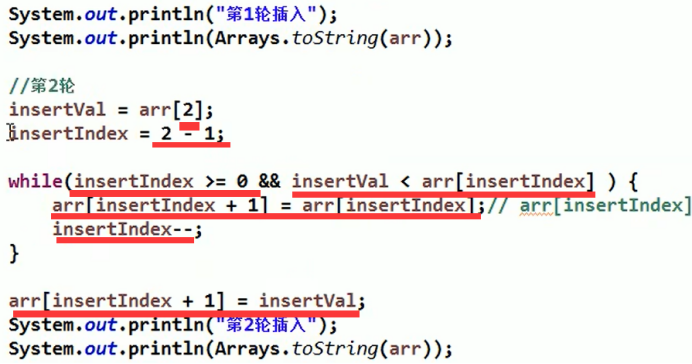 System.out.println("第1轮插入");
System.out.println(Arrays.toString(arr));
//第2轮
insertVal = arr[2];
insertIndex = 2 - 1;
while(insertIndex >= 0 && insertVal < arr[insertIndex] ) {
arr[insertIndex + 1] = arr[insertIndex];// arr[insertIndex]
insertIndex--;
}
arr[insertIndex + 1] = insertVal;
System.out.println("第2轮插入");
System.out.println(Arrays.toString(arr));